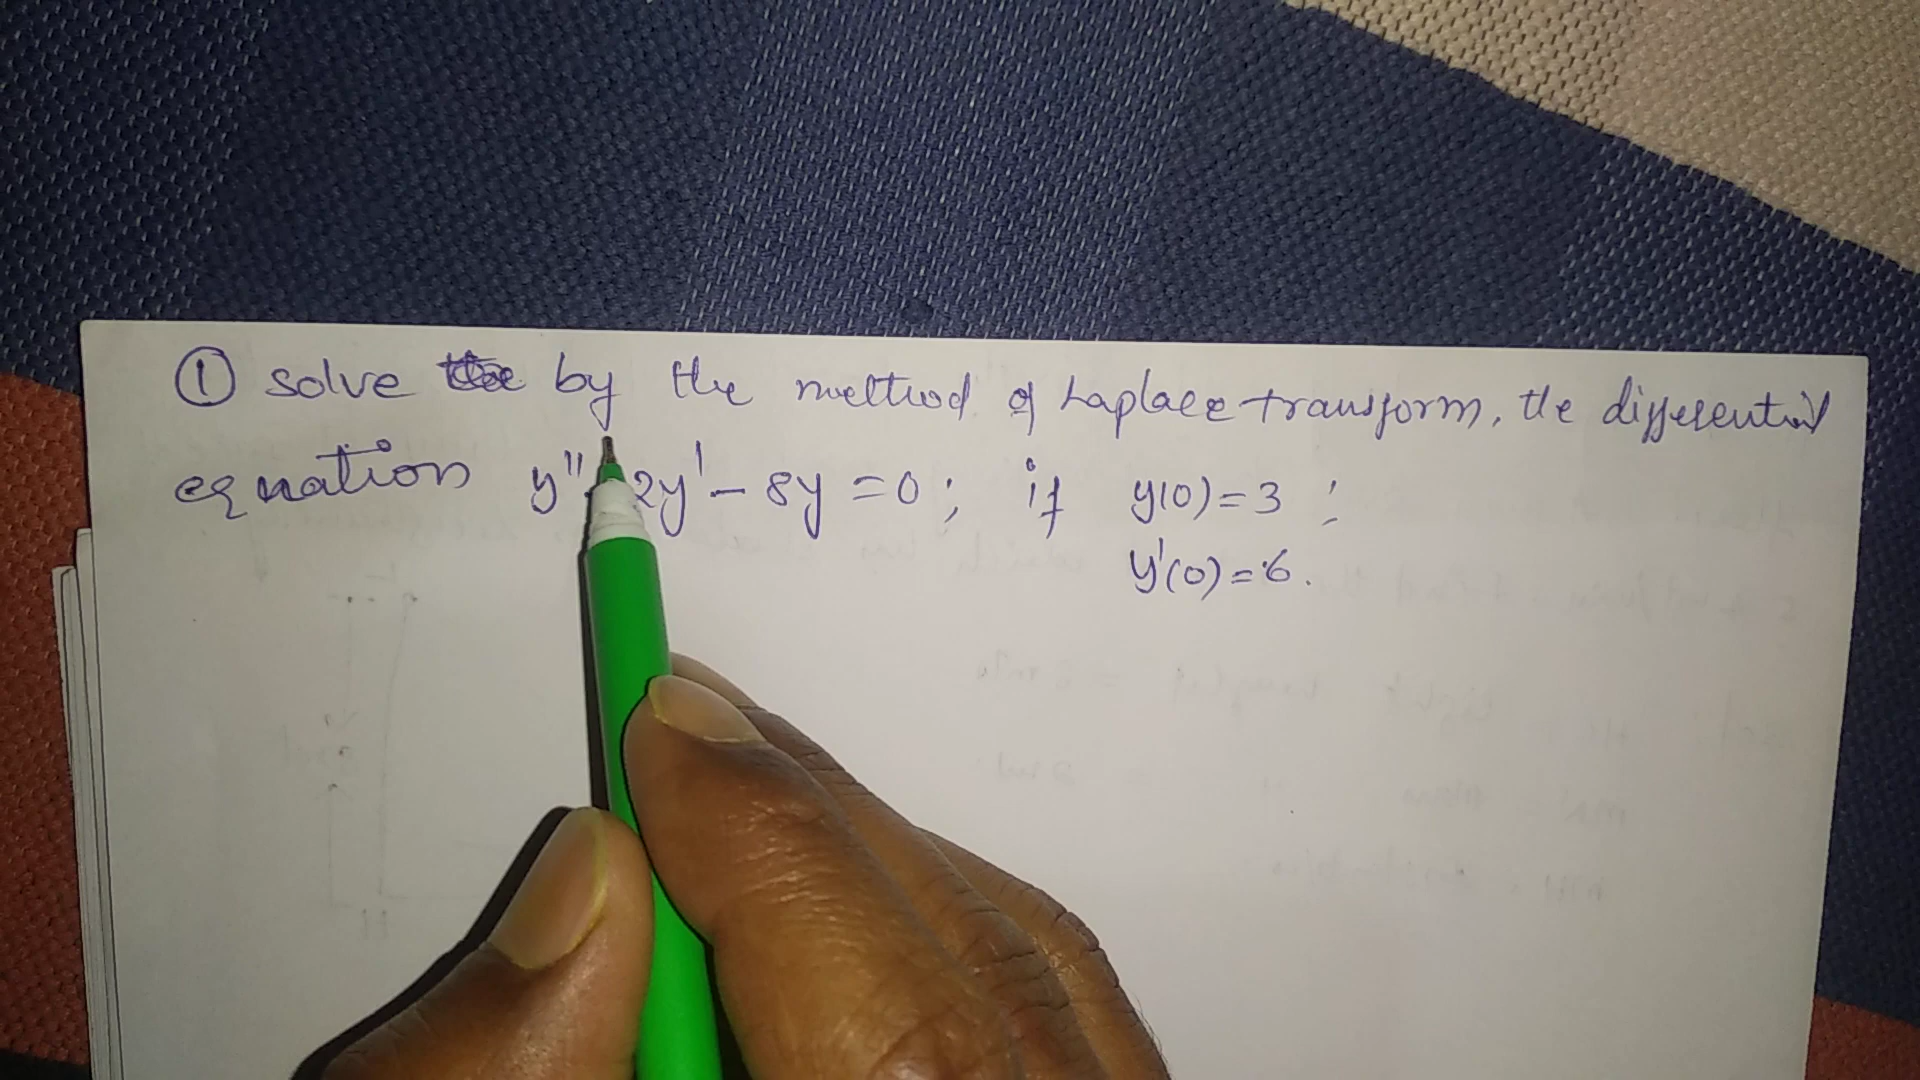 ① solve by the method of Laplace transform, the differential
equation y'' 2y' - 8y = 0 ; if y(0) = 3 ;
y'(0) = 6.